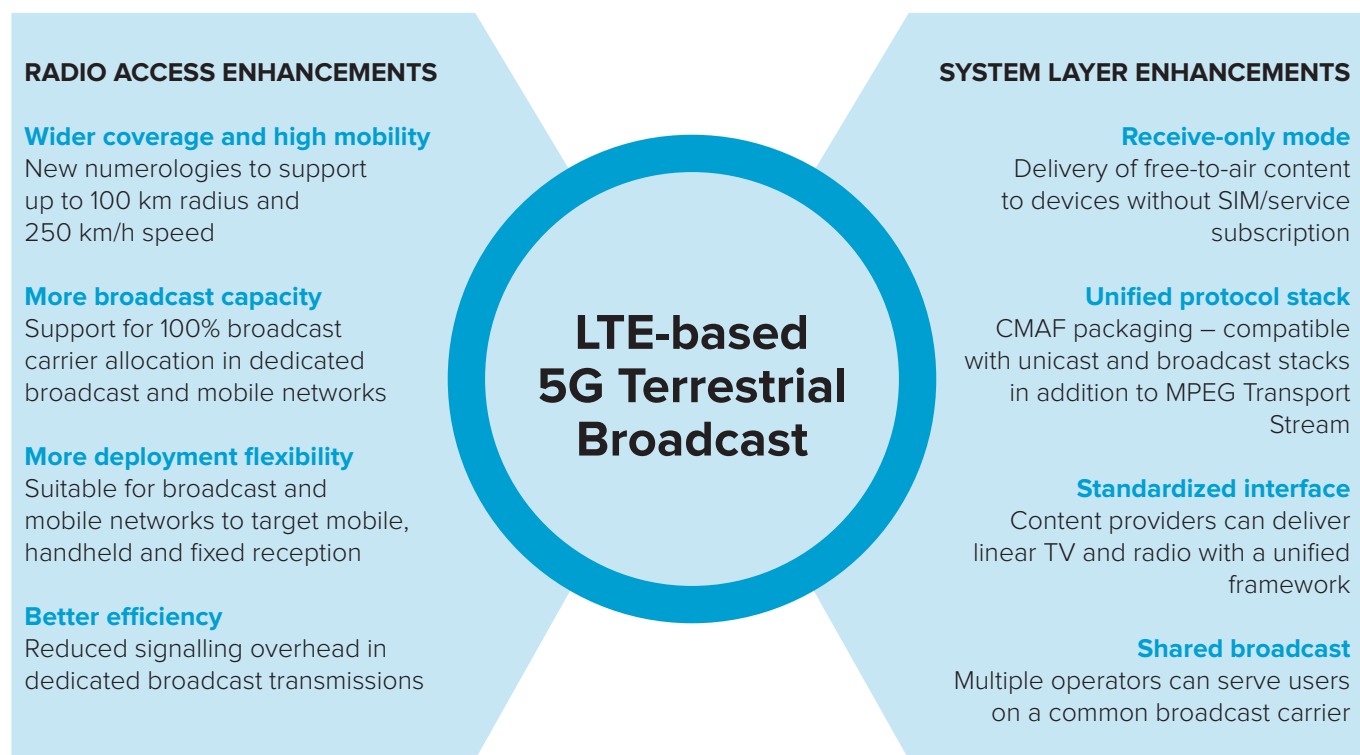 RADIO ACCESS ENHANCEMENTS
Wider coverage and high mobility
New numerologies to support
up to 100 km radius and
250 km/h speed
More broadcast capacity
Support for 100% broadcast
carrier allocation in dedicated
broadcast and mobile networks
More deployment flexibility
Suitable for broadcast and
mobile networks to target mobile,
handheld and fixed reception
Better efficiency
Reduced signalling overhead in
dedicated broadcast transmissions
LTE-based
5G Terrestrial
Broadcast
SYSTEM LAYER ENHANCEMENTS
Receive-only mode
Delivery of free-to-air content
to devices without SIM/service
subscription
Unified protocol stack
CMAF packaging – compatible
with unicast and broadcast stacks
in addition to MPEG Transport
Stream
Standardized interface
Content providers can deliver
linear TV and radio with a unified
framework
Shared broadcast
Multiple operators can serve users
on a common broadcast carrier